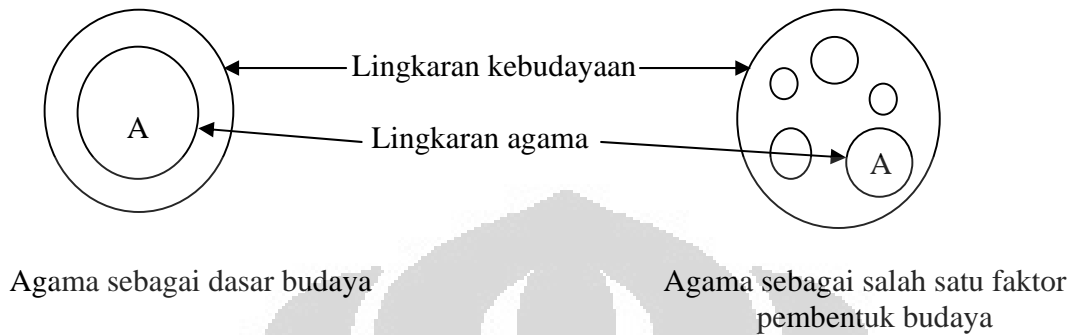 Lingkaran kebudayaan
A
Lingkaran agama
A
Agama sebagai dasar budaya
Agama sebagai salah satu faktor
pembentuk budaya